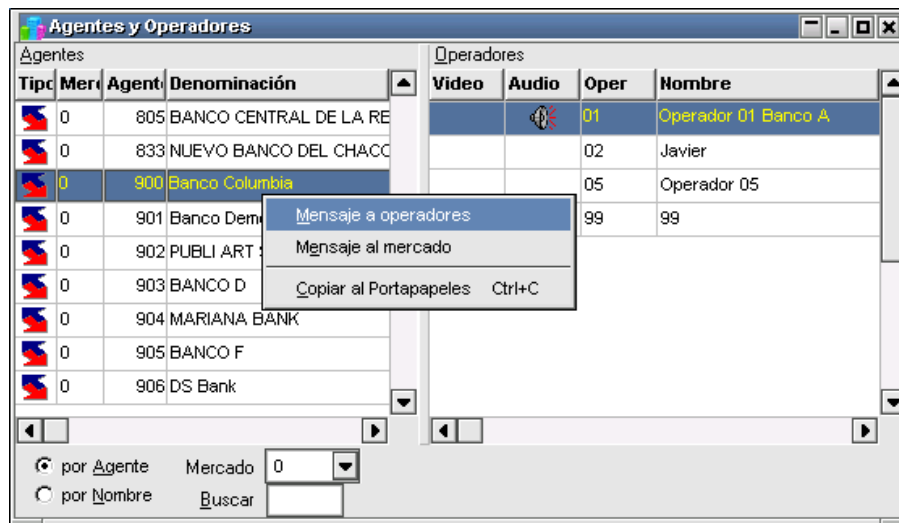 Agentes y Operadores
Agentes
Operadores
Tipo Merc Agente Denominación
Video Audio Oper Nombre
0 805 BANCO CENTRAL DE LA RE
01 Operador 01 Banco A
0 833 NUEVO BANCO DEL CHACO
02 Javier
0 900 Banco Columbia
05 Operador 05
0 901 Banco Dem
99 99
Mensaje a operadores
Mensaje al mercado
Copiar al Portapapeles Ctrl+C
0 902 PUBLI ART
0 903 BANCO D
0 904 MARIANA BANK
0 905 BANCO F
0 906 DS Bank
por Agente Mercado 0
por Nombre Buscar